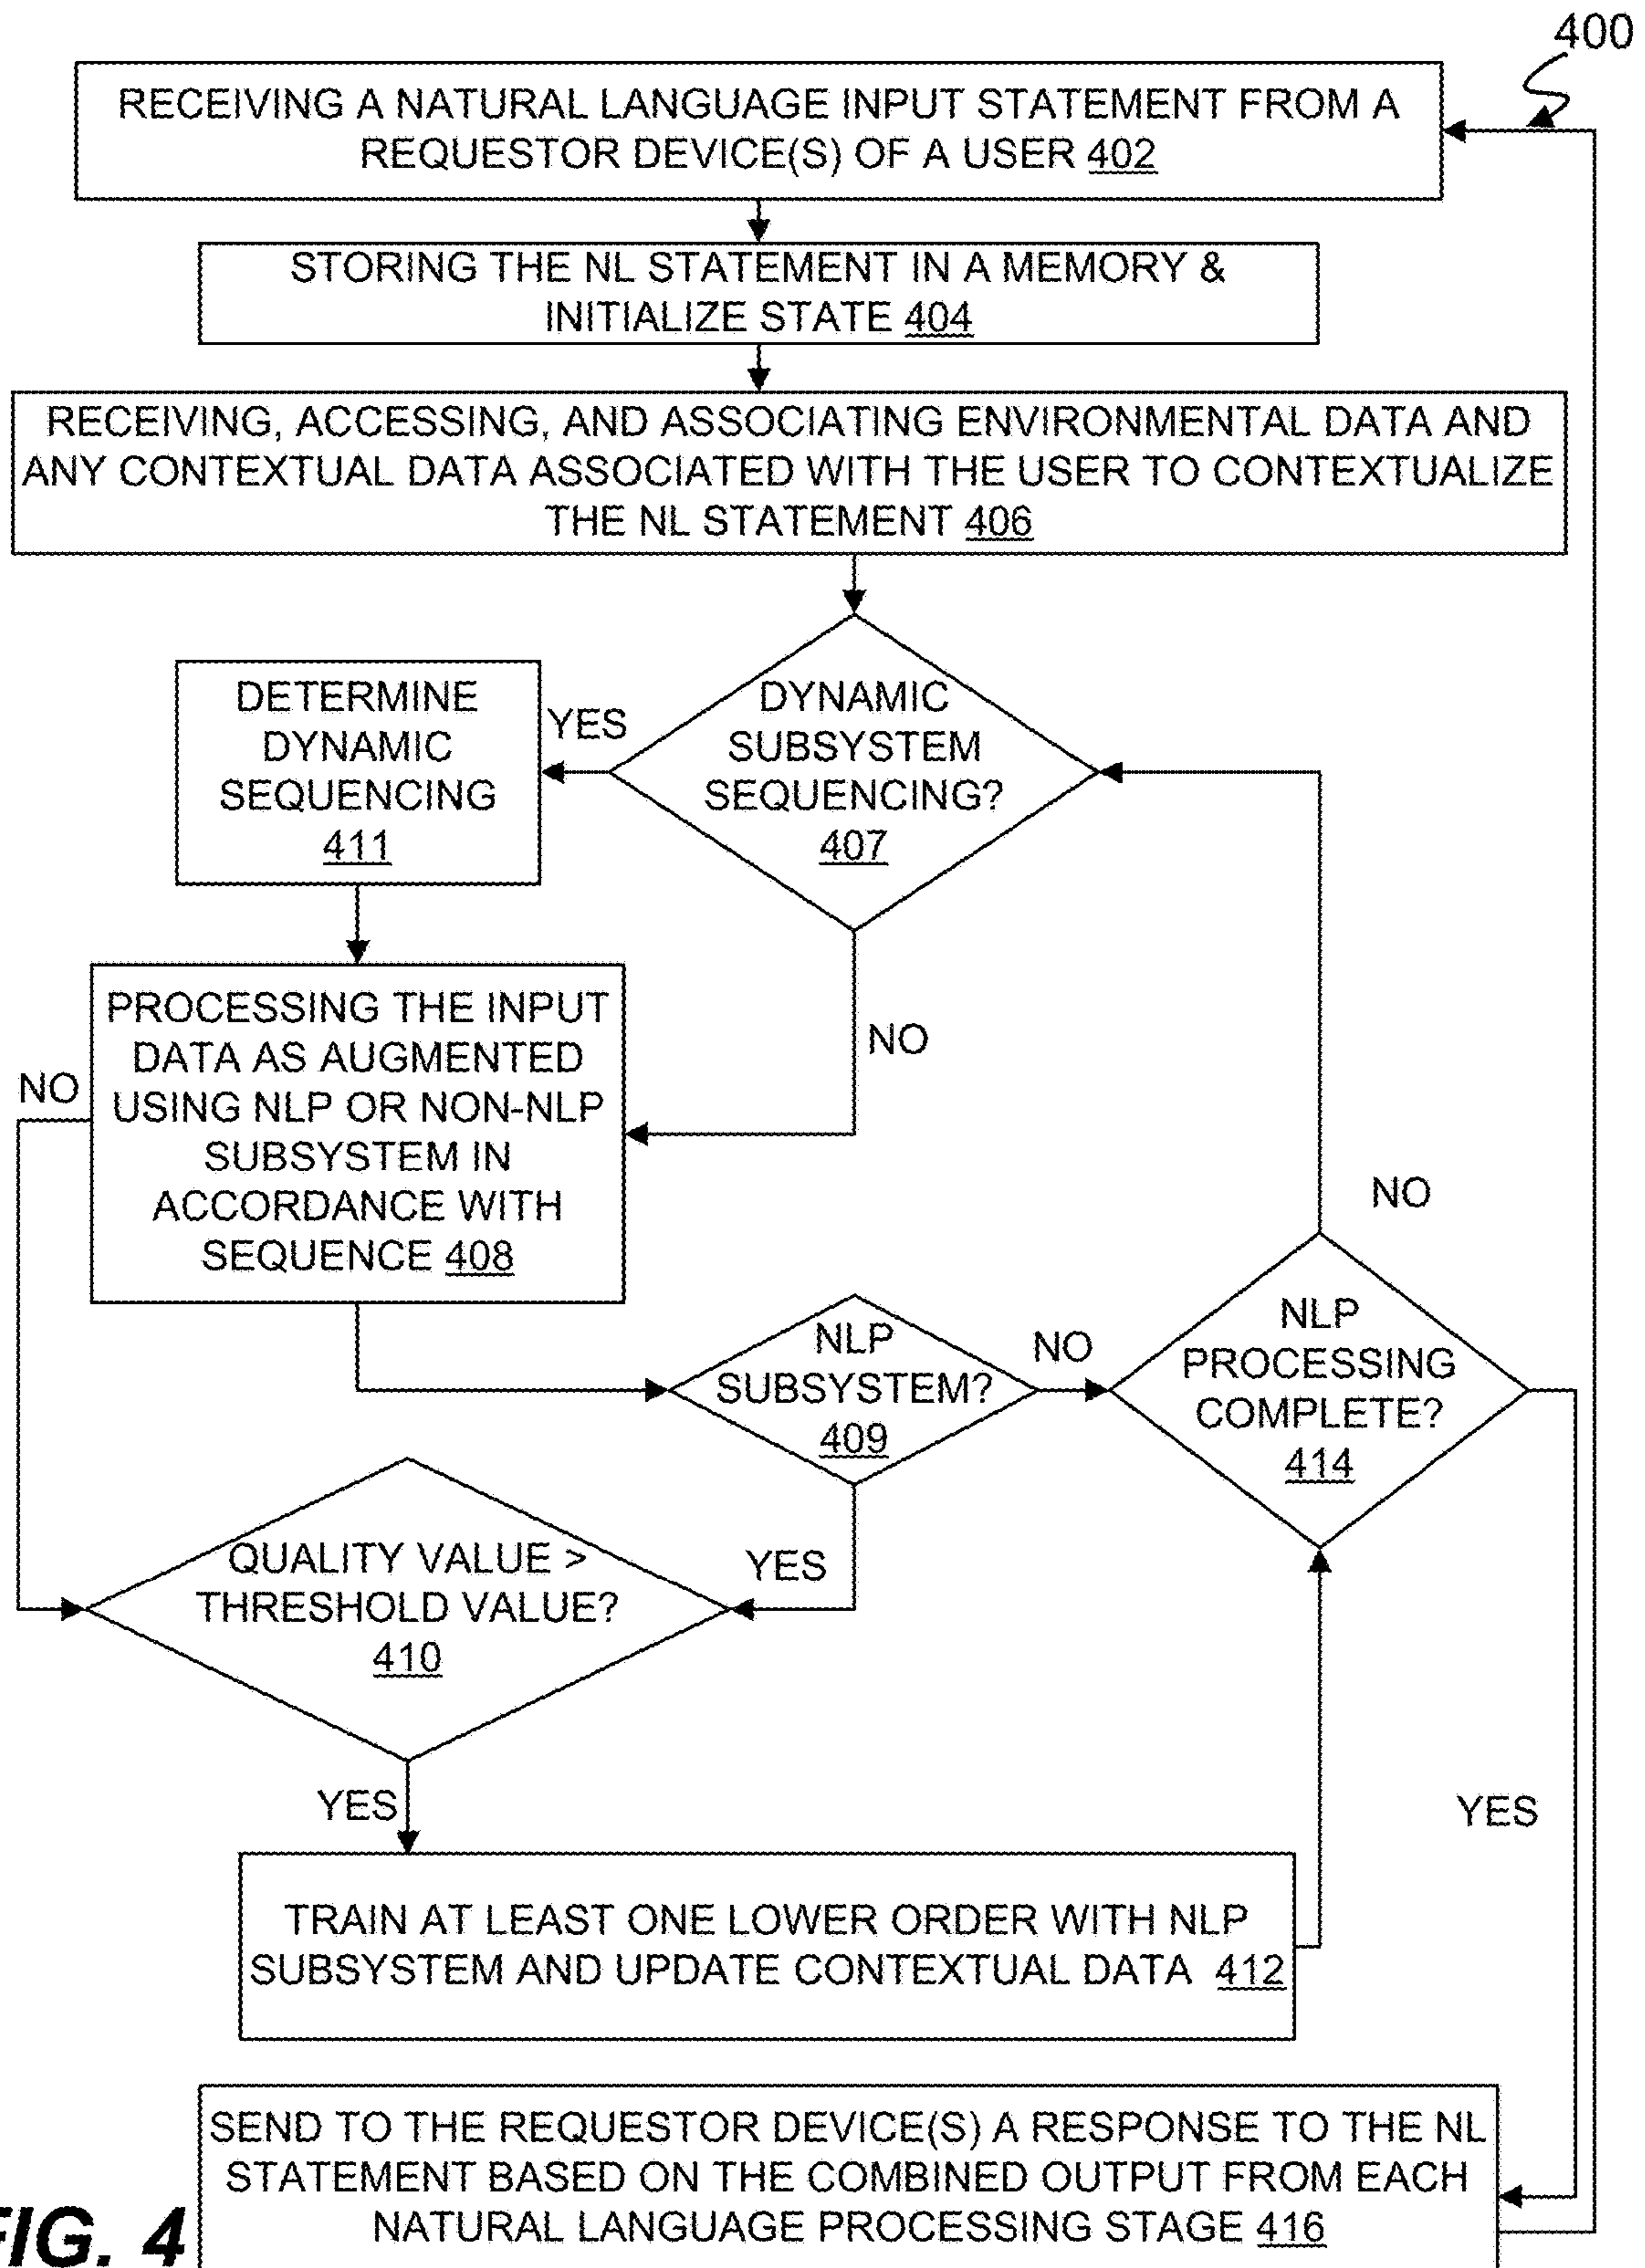 400
RECEIVING A NATURAL LANGUAGE INPUT STATEMENT FROM A
REQUESTOR DEVICE(S) OF A USER 402
STORING THE NL STATEMENT IN A MEMORY &
INITIALIZE STATE 404
RECEIVING, ACCESSING, AND ASSOCIATING ENVIRONMENTAL DATA AND
ANY CONTEXTUAL DATA ASSOCIATED WITH THE USER TO CONTEXTUALIZE
THE NL STATEMENT 406
DYNAMIC
SUBSYSTEM
SEQUENCING?
407
YES
DETERMINE
DYNAMIC
SEQUENCING
411
NO
PROCESSING THE INPUT
DATA AS AUGMENTED
USING NLP OR NON-NLP
SUBSYSTEM IN
ACCORDANCE WITH
SEQUENCE 408
NO
NLP
SUBSYSTEM?
409
NO
NLP
PROCESSING
COMPLETE?
414
NO
YES
QUALITY VALUE >
THRESHOLD VALUE?
410
YES
TRAIN AT LEAST ONE LOWER ORDER WITH NLP
SUBSYSTEM AND UPDATE CONTEXTUAL DATA 412
YES
SEND TO THE REQUESTOR DEVICE(S) A RESPONSE TO THE NL
STATEMENT BASED ON THE COMBINED OUTPUT FROM EACH
NATURAL LANGUAGE PROCESSING STAGE 416
FIG. 4